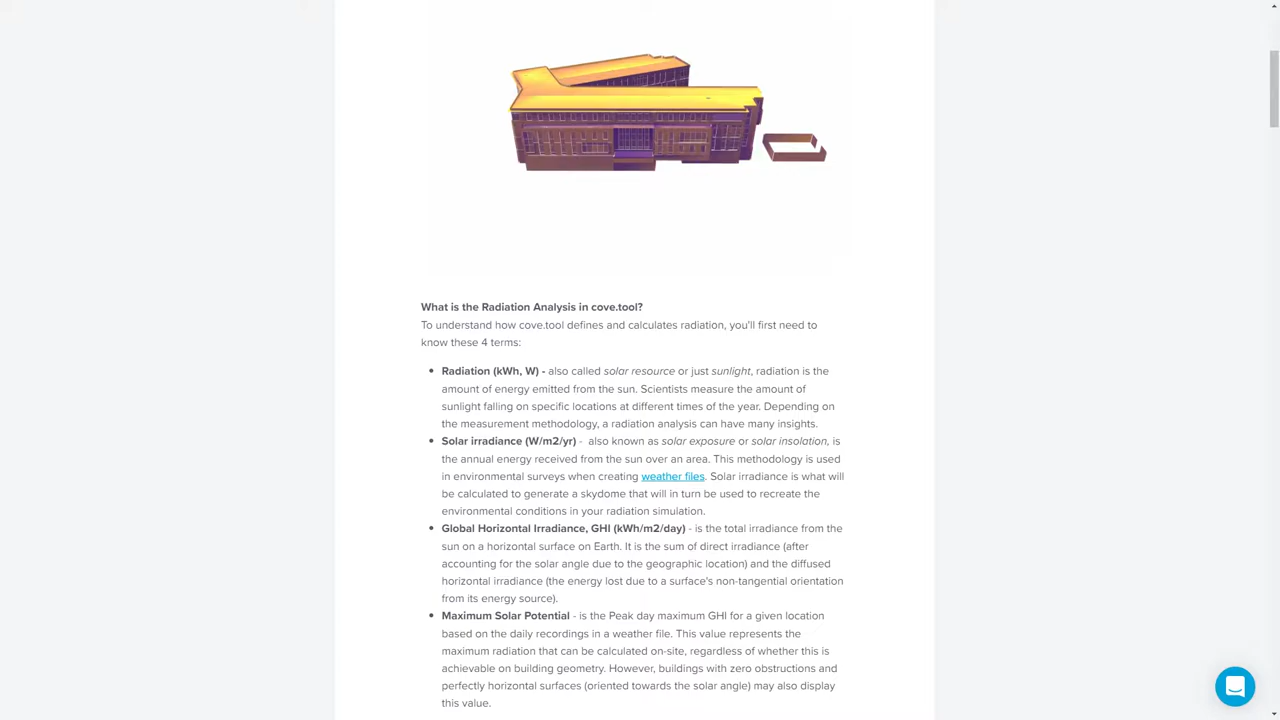 What is the Radiation Analysis in cove.tool?
To understand how cove.tool defines and calculates radiation, you'll first need to
know these 4 terms:
Radiation (kWh, W) - also called solar resource or just sunlight, radiation is the
amount of energy emitted from the sun. Scientists measure the amount of
sunlight falling on specific locations at different times of the year. Depending on
the measurement methodology, a radiation analysis can have many insights.
Solar irradiance (W/m2/yr) - also known as solar exposure or solar insolation, is
the annual energy received from the sun over an area. This methodology is used
in environmental surveys when creating weather files. Solar irradiance is what will
be calculated to generate a skydome that will in turn be used to recreate the
environmental conditions in your radiation simulation.
Global Horizontal Irradiance, GHI (kWh/m2/day) - is the total irradiance from the
sun on a horizontal surface on Earth. It is the sum of direct irradiance (after
accounting for the solar angle due to the geographic location) and the diffused
horizontal irradiance (the energy lost due to a surface's non-tangential orientation
from its energy source).
Maximum Solar Potential - is the Peak day maximum GHI for a given location
based on the daily recordings in a weather file. This value represents the
maximum radiation that can be calculated on-site, regardless of whether this is
achievable on building geometry. However, buildings with zero obstructions and
perfectly horizontal surfaces (oriented towards the solar angle) may also display
this value.